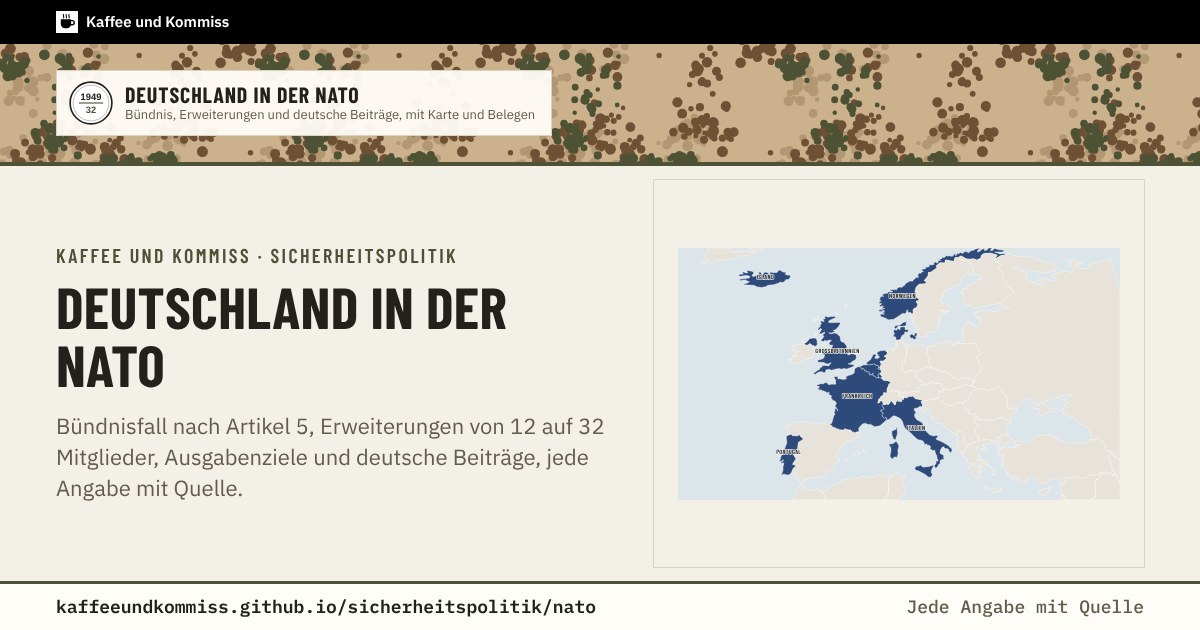 Kaffee und Kommiss
1949
32
DEUTSCHLAND IN DER NATO
Bündnis, Erweiterungen und deutsche Beiträge, mit Karte und Belegen
KAFFEE UND KOMMISS · SICHERHEITSPOLITIK
DEUTSCHLAND IN DER
NATO
Bündnisfall nach Artikel 5, Erweiterungen von 12 auf 32
Mitglieder, Ausgabenziele und deutsche Beiträge, jede
Angabe mit Quelle.
ISLAND
NORWEGEN
GROSSBRITANNIEN
FRANKREICH
ITALIEN
PORTUGAL
kaffeeundkommiss.github.io/sicherheitspolitik/nato
Jede Angabe mit Quelle